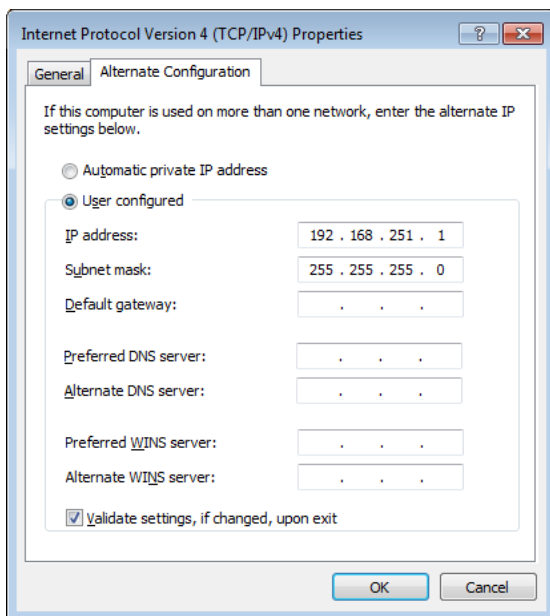 Internet Protocol Version 4 (TCP/IPv4) Properties
General
Alternate Configuration
If this computer is used on more than one network, enter the alternate IP
settings below.
Automatic private IP address
User configured
IP address: 192 . 168 . 251 . 1
Subnet mask: 255 . 255 . 255 . 0
Default gateway: . . .
Preferred DNS server: . . .
Alternate DNS server: . . .
Preferred WINS server: . . .
Alternate WINS server: . . .
Validate settings, if changed, upon exit
OK Cancel